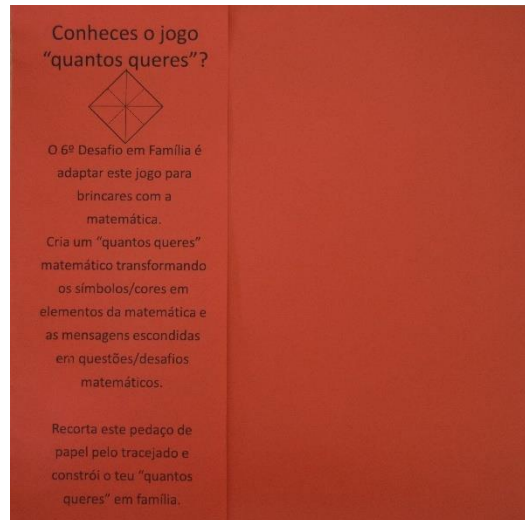 Conheces o jogo
“quantos queres”?
O 6º Desafio em Família é
adaptar este jogo para
brincares com a
matemática.
Cria um “quantos queres”
matemático transformando
os símbolos/cores em
elementos da matemática e
as mensagens escondidas
em questões/desafios
matemáticos.
Recorta este pedaço de
papel pelo tracejado e
constrói o teu “quantos
queres” em família.